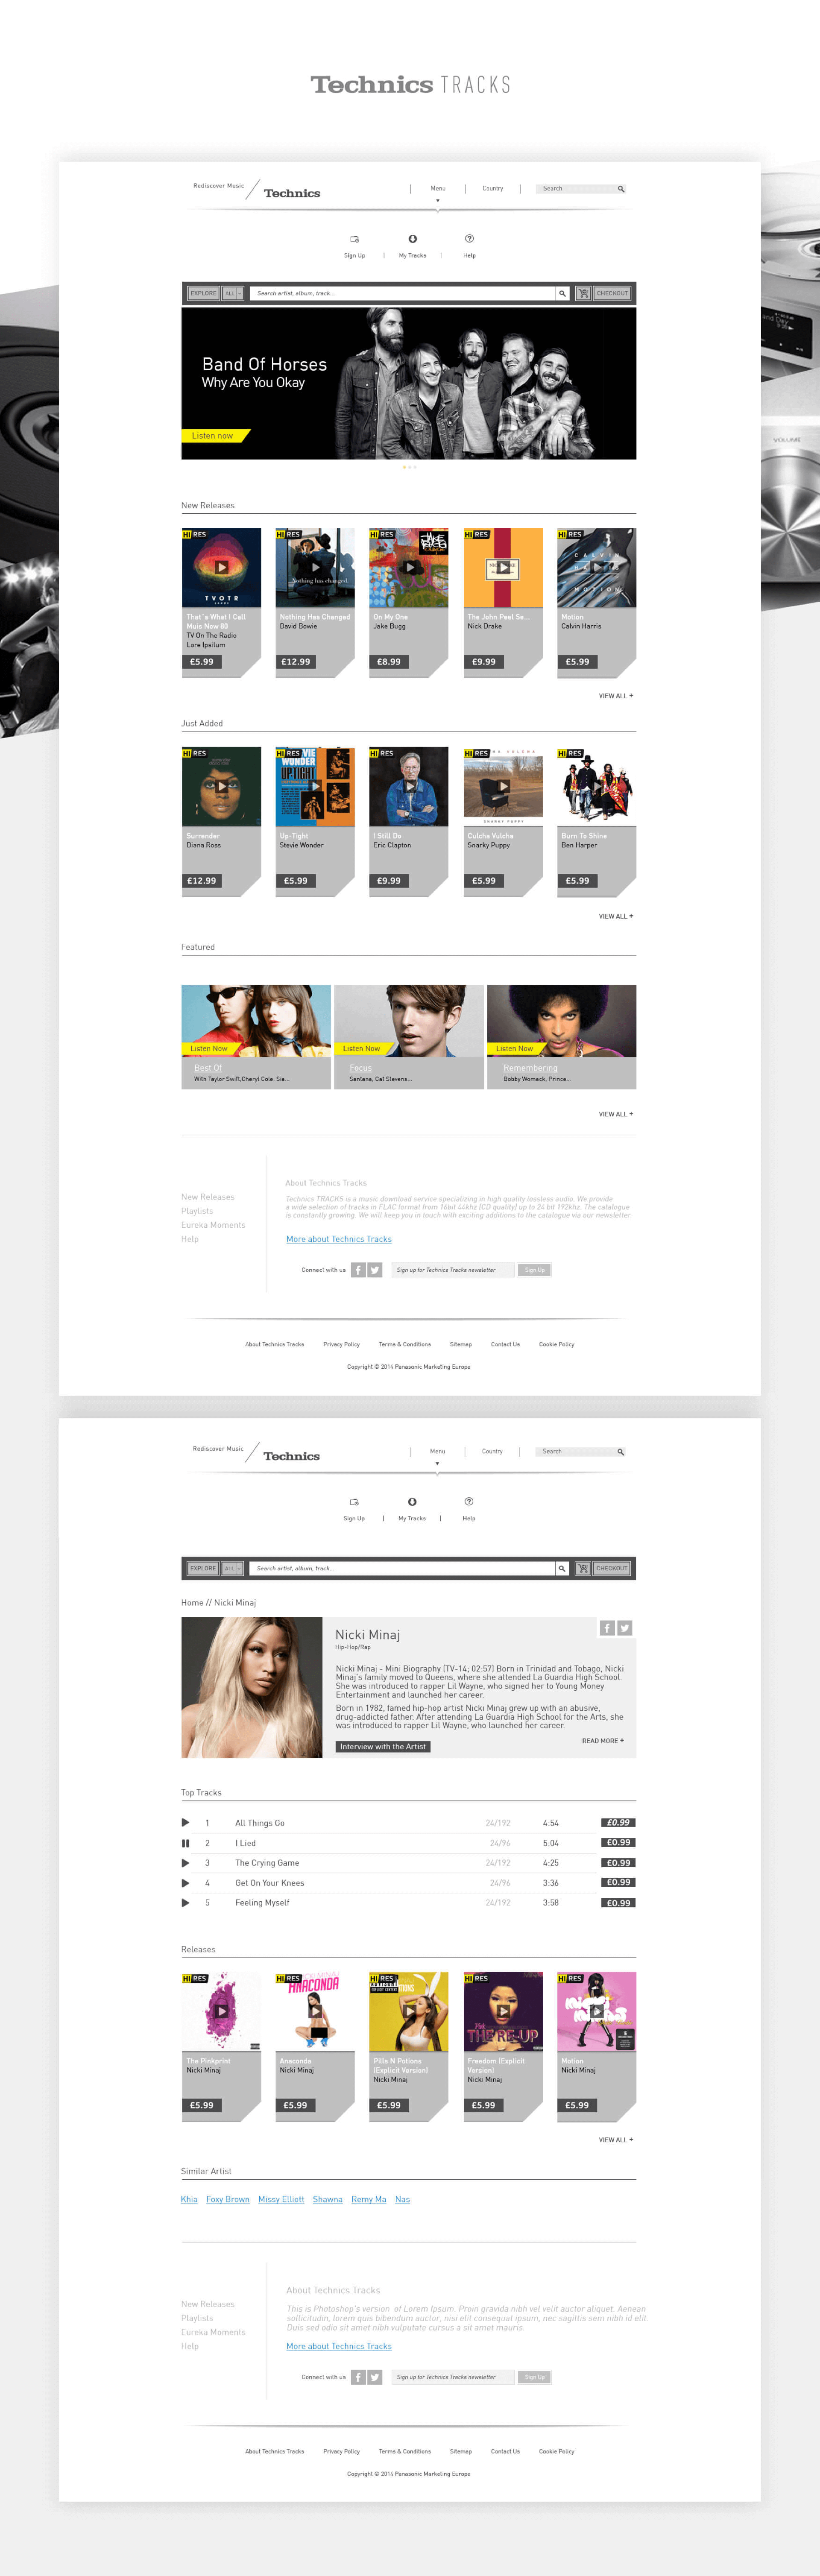 Technics TRACKS
Rediscover Music
Technics
Menu
Country
Search
Sign Up
My Tracks
Help
EXPLORE
ALL
Search artist, album, track...
CHECKOUT
Band Of Horses
Why Are You Okay
Listen now
New Releases
HI RES
TVOTR
That's What I Call
Muis Now 80
TV On The Radio
Lore Ipsilum
£5.99
HI RES
Nothing has changed.
Nothing Has Changed
David Bowie
£12.99
HI RES
JAKE BUGG
On My One
Jake Bugg
£8.99
HI RES
The John Peel Se...
Nick Drake
£9.99
HI RES
CALVIN
HARRIS
MOTION
Motion
Calvin Harris
£5.99
VIEW ALL +
Just Added
HI RES
Surrender
Diana Ross
£12.99
HI RES
VIE
WONDER
UP-TIGHT
Up-Tight
Stevie Wonder
£5.99
HI RES
I Still Do
Eric Clapton
£9.99
HI RES
HA VULCHA
SNARKY PUPPY
Culcha Vulcha
Snarky Puppy
£5.99
HI RES
Burn To Shine
Ben Harper
£5.99
VIEW ALL +
Featured
Listen Now
Best Of
With Taylor Swift,Cheryl Cole, Sia...
Listen Now
Focus
Santana, Cat Stevens...
Listen Now
Remembering
Bobby Womack, Prince...
VIEW ALL +
New Releases
Playlists
Eureka Moments
Help
About Technics Tracks
Technics TRACKS is a music download service specializing in high quality lossless audio. We provide
a wide selection of tracks in FLAC format from 16bit 44khz (CD quality) up to 24 bit 192khz. The catalogue
is constantly growing. We will keep you in touch with exciting additions to the catalogue via our newsletter
More about Technics Tracks
Connect with us
Sign up for Technics Tracks newsletter
Sign Up
About Technics Tracks
Privacy Policy
Terms & Conditions
Sitemap
Contact Us
Cookie Policy
Copyright © 2014 Panasonic Marketing Europe
VOLUME
Rediscover Music
Technics
Menu
Country
Search
Sign Up
My Tracks
Help
EXPLORE
ALL
Search artist, album, track...
CHECKOUT
Home // Nicki Minaj
Nicki Minaj
Hip-Hop/Rap
Nicki Minaj - Mini Biography (TV-14; 02:57) Born in Trinidad and Tobago, Nicki
Minaj's family moved to Queens, where she attended La Guardia High School.
She was introduced to rapper Lil Wayne, who signed her to Young Money
Entertainment and launched her career.
Born in 1982, famed hip-hop artist Nicki Minaj grew up with an abusive,
drug-addicted father. After attending La Guardia High School for the Arts, she
was introduced to rapper Lil Wayne, who launched her career.
READ MORE +
Interview with the Artist
Top Tracks
1 All Things Go 24/192 4:54 £0.99
2 I Lied 24/96 5:04 £0.99
3 The Crying Game 24/192 4:25 £0.99
4 Get On Your Knees 24/96 3:36 £0.99
5 Feeling Myself 24/192 3:58 £0.99
Releases
HI RES
The Pinkprint
Nicki Minaj
£5.99
HI RES
ANACONDA
Anaconda
Nicki Minaj
£5.99
HI RES
Pills N Potions
(Explicit Version)
Nicki Minaj
£5.99
HI RES
THE RE-UP
Freedom (Explicit
Version)
Nicki Minaj
£5.99
HI RES
Motion
Nicki Minaj
£5.99
VIEW ALL +
Similar Artist
Khia Foxy Brown Missy Elliott Shawna Remy Ma Nas
New Releases
Playlists
Eureka Moments
Help
About Technics Tracks
This is Photoshop's version of Lorem Ipsum. Proin gravida nibh vel velit auctor aliquet. Aenean
sollicitudin, lorem quis bibendum auctor, nisi elit consequat ipsum, nec sagittis sem nibh id elit.
Duis sed odio sit amet nibh vulputate cursus a sit amet mauris.
More about Technics Tracks
Connect with us
Sign up for Technics Tracks newsletter
Sign Up
About Technics Tracks
Privacy Policy
Terms & Conditions
Sitemap
Contact Us
Cookie Policy
Copyright © 2014 Panasonic Marketing Europe